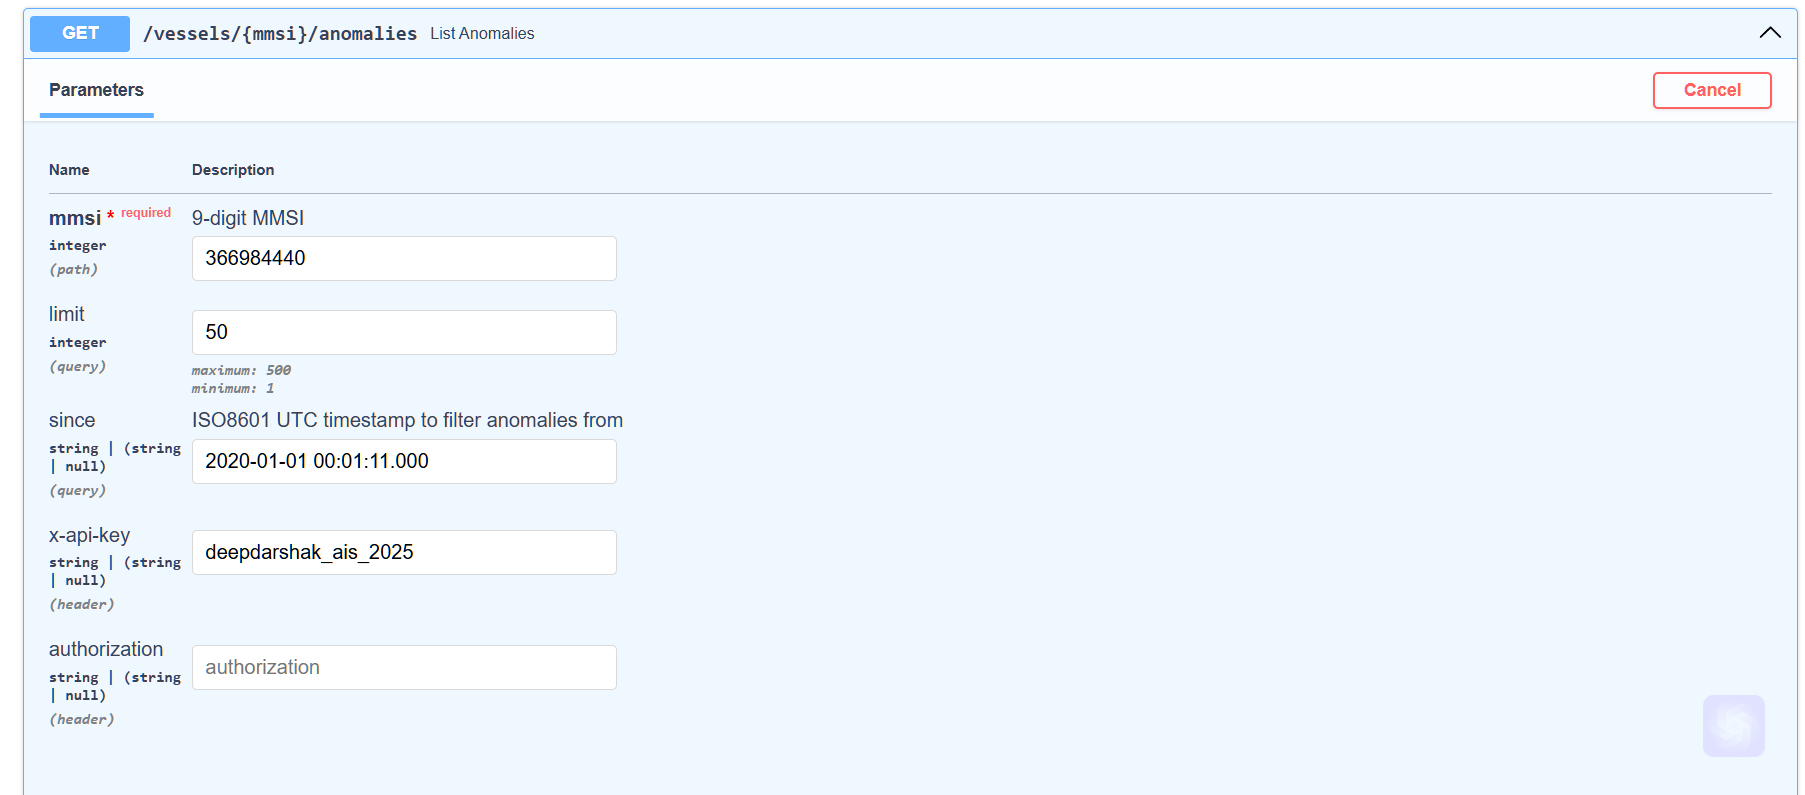 GET /vessels/{mmsi}/anomalies List Anomalies
Parameters
Cancel
Name Description
mmsi * required 9-digit MMSI
integer
(path)
366984440
limit
integer
(query)
50
maximum: 500
minimum: 1
since ISO8601 UTC timestamp to filter anomalies from
string | (string
| null)
(query)
2020-01-01 00:01:11.000
x-api-key
string | (string
| null)
(header)
deepdarshak_ais_2025
authorization
string | (string
| null)
(header)
authorization